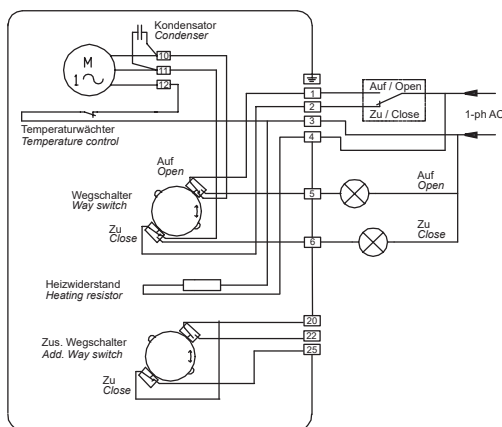 Kondensator
Condenser
M
1
10
11
12
Temperaturwächter
Temperature control
1
2
3
4
Auf / Open
Zu / Close
1-ph AC
Auf
Open
Wegschalter
Way switch
5
Auf
Open
Zu
Close
6
Zu
Close
Heizwiderstand
Heating resistor
20
22
25
Zus. Wegschalter
Add. Way switch
Zu
Close